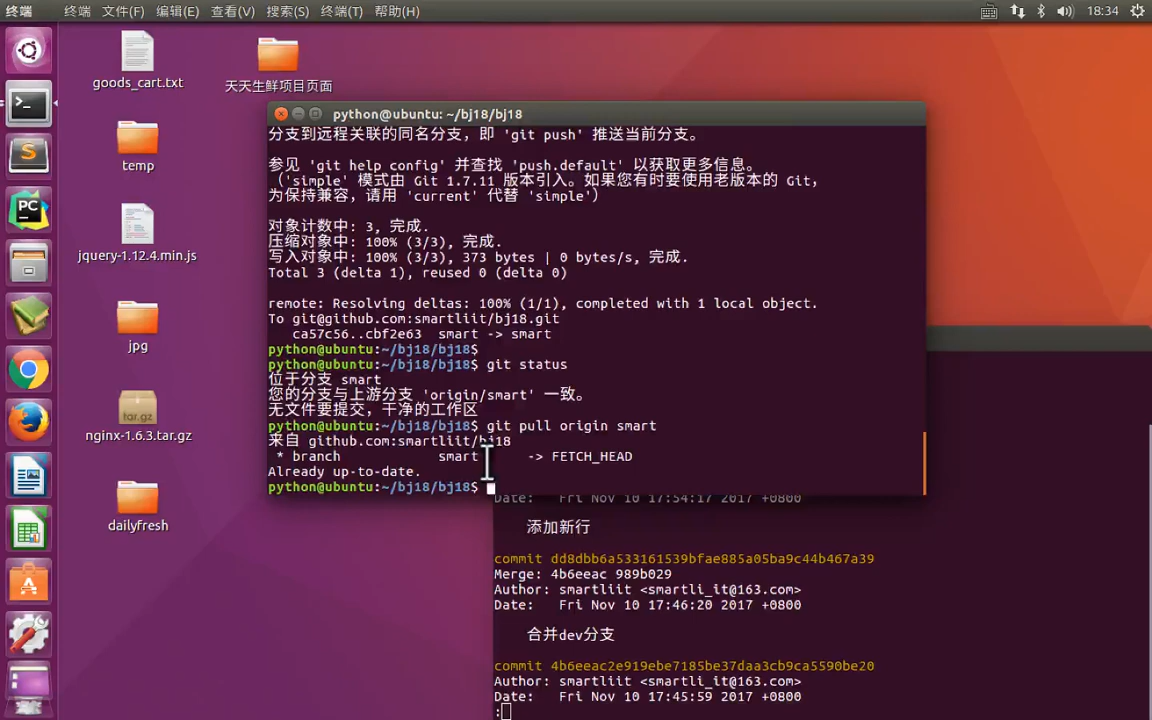 终端 终端 文件(F) 编辑(E) 查看(V) 搜索(S) 终端(T) 帮助(H) 18:34
goods_cart.txt
天天生鲜项目页面
temp
jquery-1.12.4.min.js
jpg
tar.gz
nginx-1.6.3.tar.gz
dailyfresh
python@ubuntu: ~/bj18/bj18
分支到远程关联的同名分支，即 'git push' 推送当前分支。
参见 'git help config' 并查找 'push.default' 以获取更多信息。
（'simple' 模式由 Git 1.7.11 版本引入。如果您有时要使用老版本的 Git，
为保持兼容，请用 'current' 代替 'simple'）
对象计数中: 3, 完成.
压缩对象中: 100% (3/3), 完成.
写入对象中: 100% (3/3), 373 bytes | 0 bytes/s, 完成.
Total 3 (delta 1), reused 0 (delta 0)
remote: Resolving deltas: 100% (1/1), completed with 1 local object.
To git@github.com:smartliit/bj18.git
ca57c56..cbf2e63  smart -> smart
python@ubuntu:~/bj18/bj18$
python@ubuntu:~/bj18/bj18$ git status
位于分支 smart
您的分支与上游分支 'origin/smart' 一致。
无文件要提交，干净的工作区
python@ubuntu:~/bj18/bj18$ git pull origin smart
来自 github.com:smartliit/bj18
* branch            smart      -> FETCH_HEAD
Already up-to-date.
python@ubuntu:~/bj18/bj18$
Date:   Fri Nov 10 17:54:17 2017 +0800
添加新行
commit dd8dbb6a533161539bfae885a05ba9c44b467a39
Merge: 4b6eeac 989b029
Author: smartliit <smartli_it@163.com>
Date:   Fri Nov 10 17:46:20 2017 +0800
合并dev分支
commit 4b6eeac2e919ebe7185be37daa3cb9ca5590be20
Author: smartliit <smartli_it@163.com>
Date:   Fri Nov 10 17:45:59 2017 +0800
: